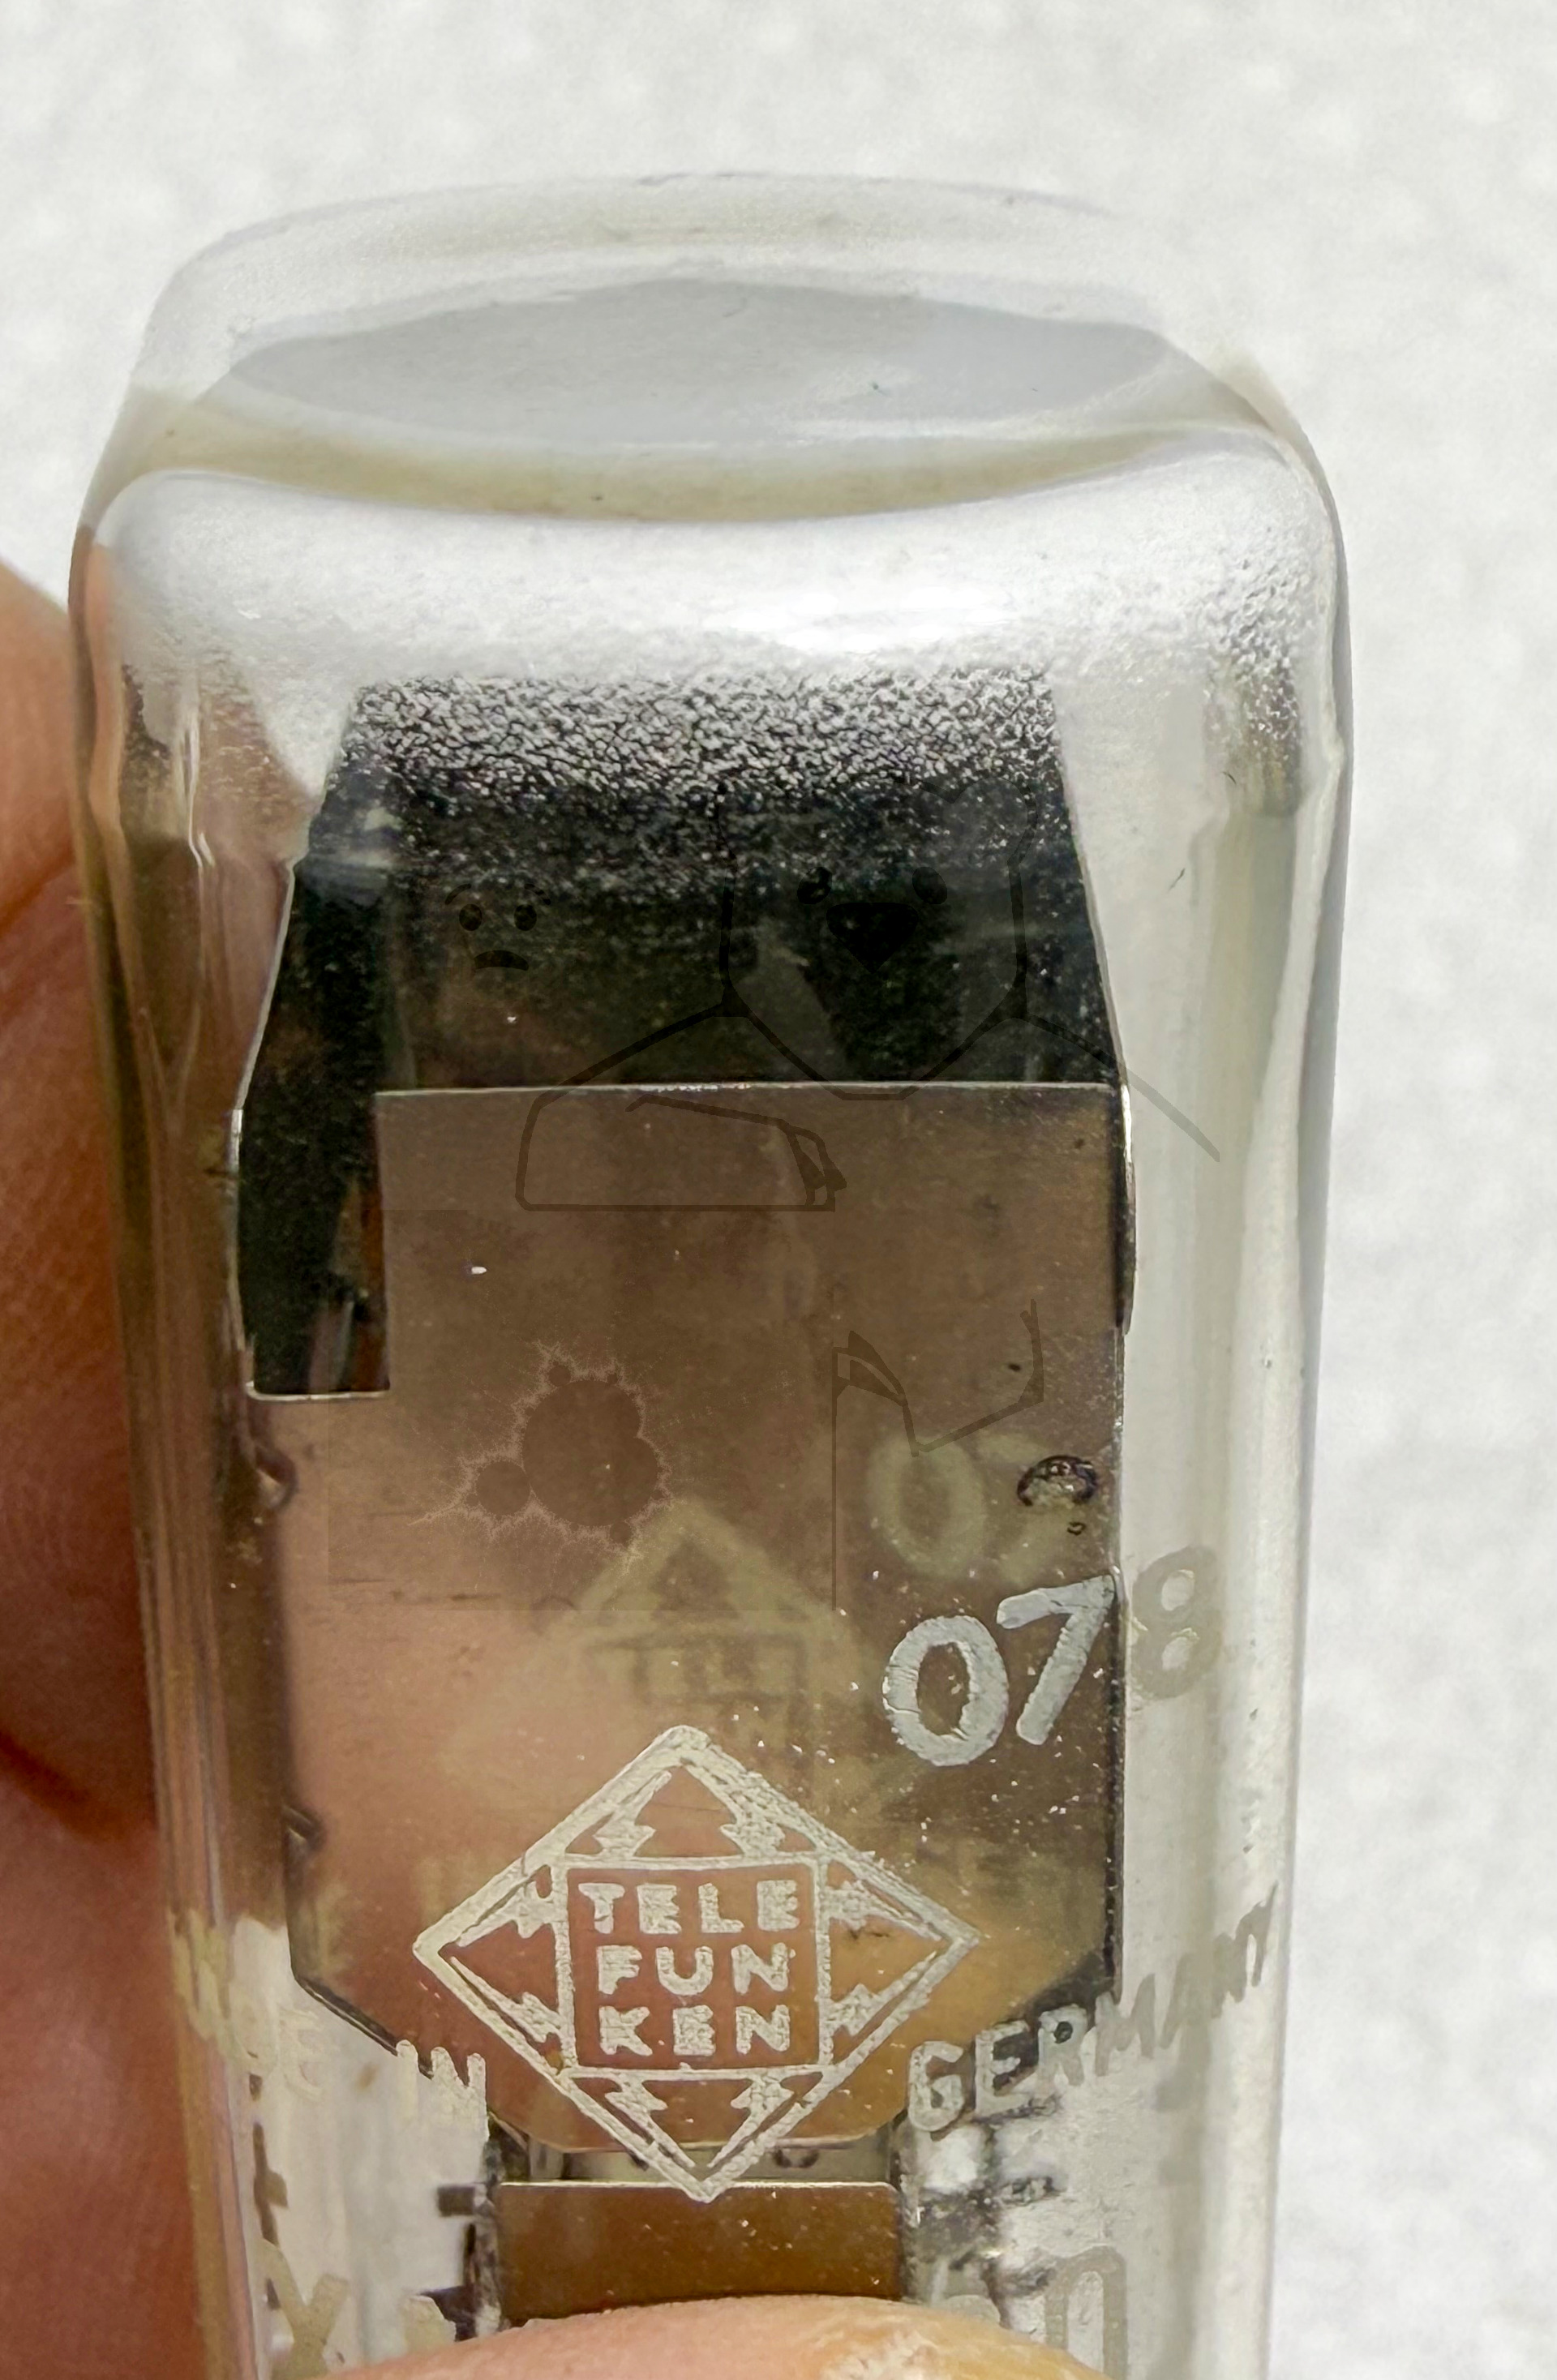 078
TELE
FUN
KEN
IN GERMANY